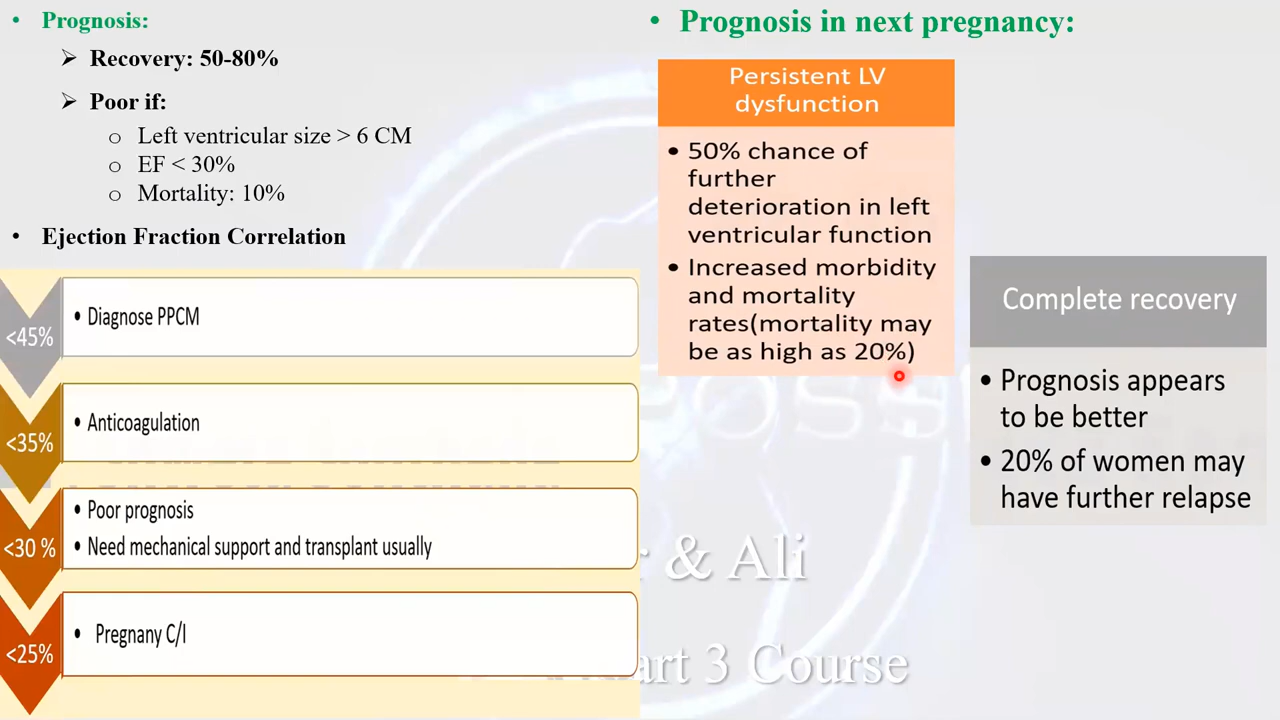 • Prognosis:
➢ Recovery: 50-80%
➢ Poor if:
o Left ventricular size > 6 CM
o EF < 30%
o Mortality: 10%
• Ejection Fraction Correlation
<45%
• Diagnose PPCM
<35%
• Anticoagulation
<30 %
• Poor prognosis
• Need mechanical support and transplant usually
<25%
• Pregnany C/I
• Prognosis in next pregnancy:
Persistent LV
dysfunction
• 50% chance of
further
deterioration in left
ventricular function
• Increased morbidity
and mortality
rates(mortality may
be as high as 20%)
Complete recovery
• Prognosis appears
to be better
• 20% of women may
have further relapse
& Ali
3 Course